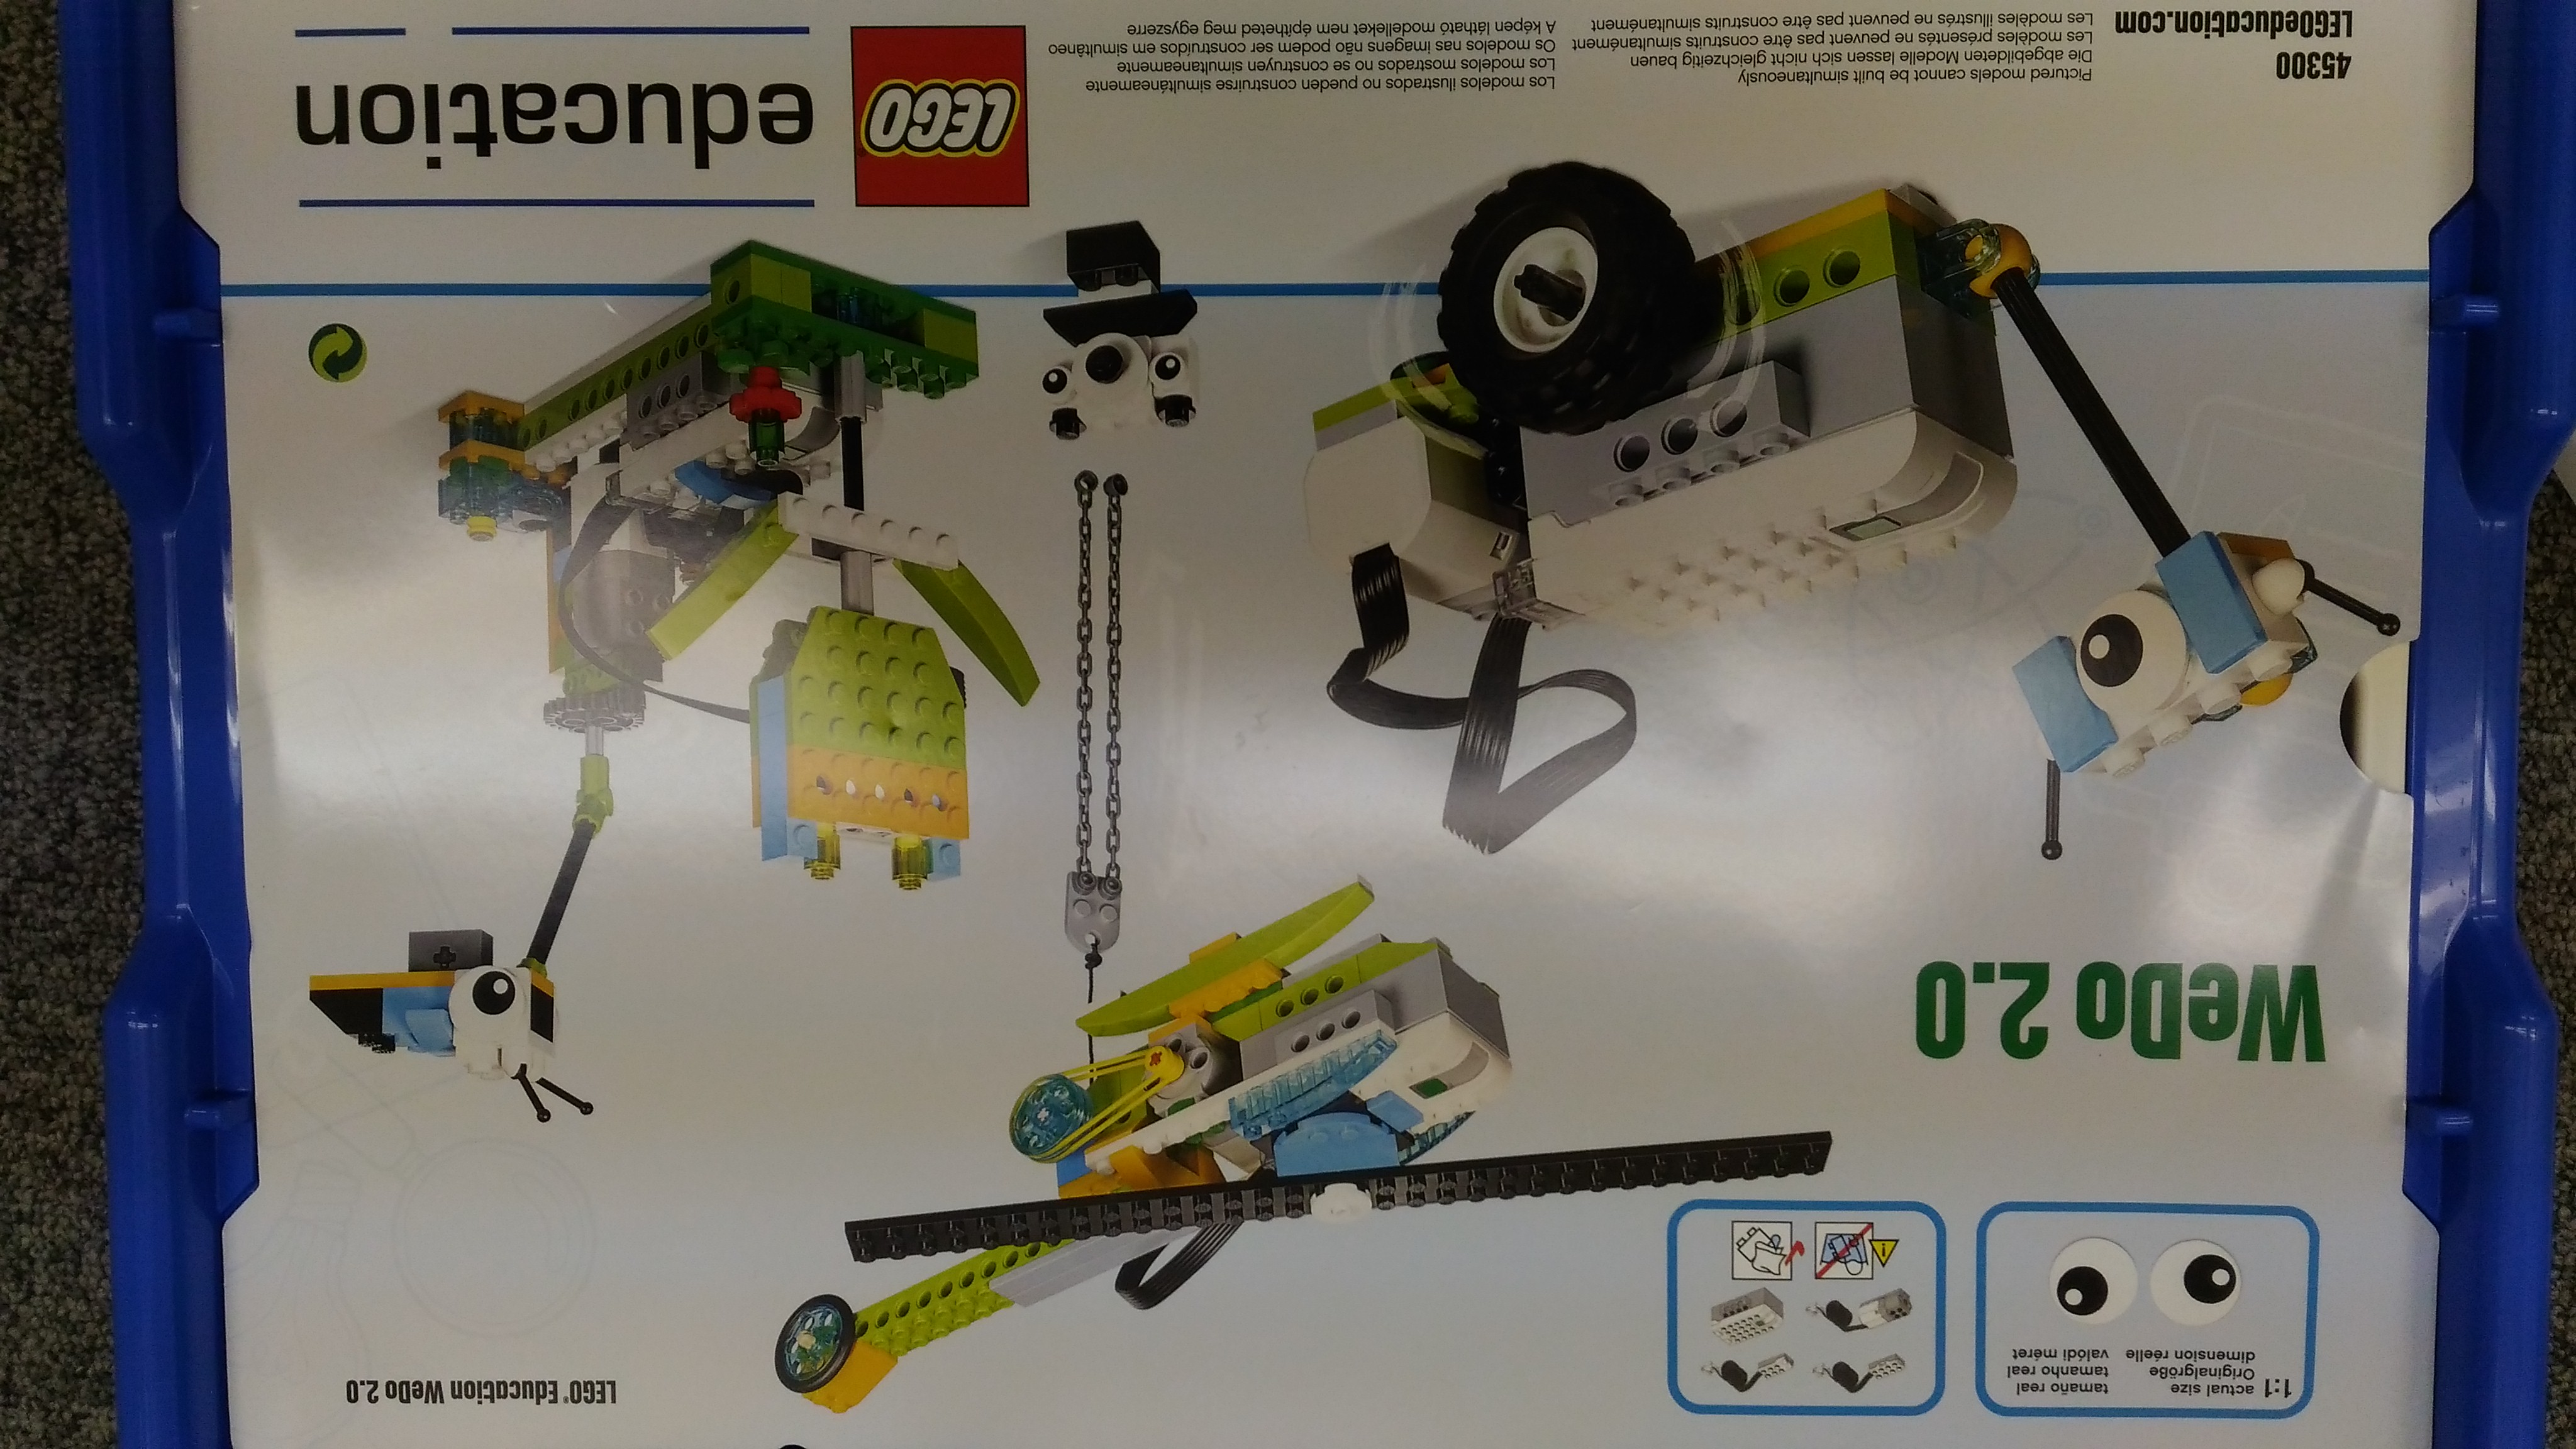 1:1 actual size
Originalgröße
dimension réelle
tamaño real
tamanho real
valódi méret
LEGO® Education WeDo 2.0
WeDo 2.0
45300
LEGOeducation.com
Pictured models cannot be built simultaneously
Die abgebildeten Modelle lassen sich nicht gleichzeitig bauen
Les modèles présentés ne peuvent pas être construits simultanément
Les modèles illustrés ne peuvent pas être construits simultanément
Los modelos ilustrados no pueden construirse simultáneamente
Los modelos mostrados no se construyen simultaneamente
Os modelos nas imagens não podem ser construídos em simultâneo
A képen látható modelleket nem építheted meg egyszerre
LEGO
education